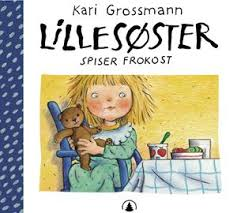 Kari Grossmann
LILLESØSTER
SPISER FROKOST